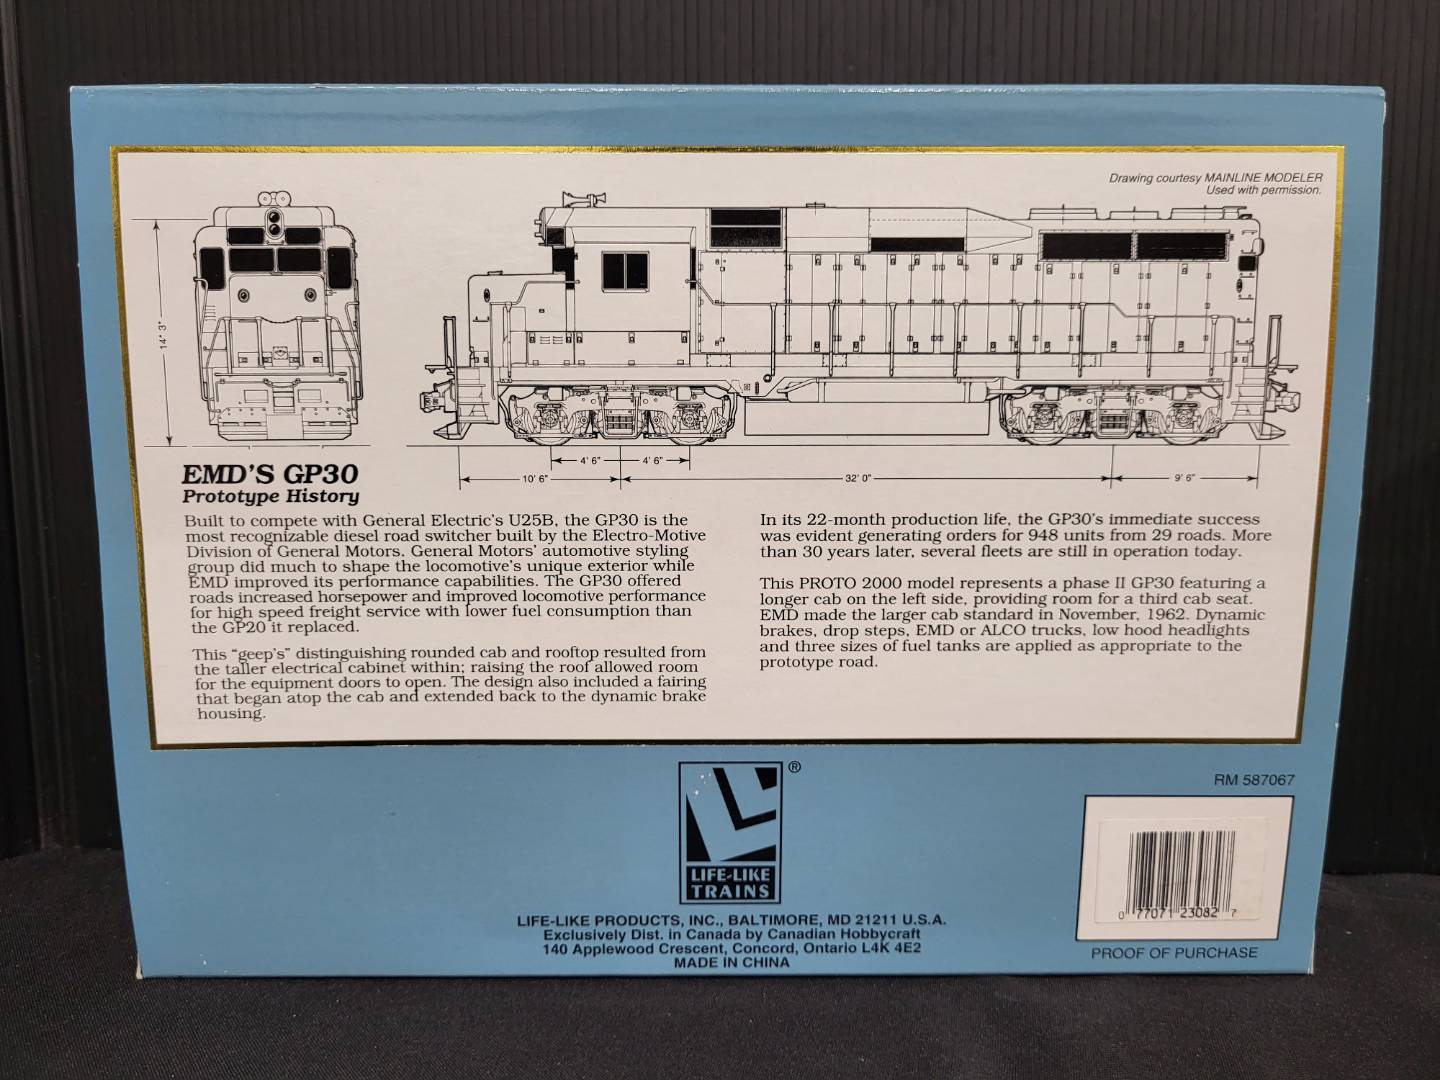 Drawing courtesy MAINLINE MODELER
Used with permission.
14' 3"
4' 6"
4' 6"
10' 6"
32' 0"
9' 6"
EMD'S GP30
Prototype History
Built to compete with General Electric's U25B, the GP30 is the
most recognizable diesel road switcher built by the Electro-Motive
Division of General Motors. General Motors' automotive styling
group did much to shape the locomotive's unique exterior while
EMD improved its performance capabilities. The GP30 offered
roads increased horsepower and improved locomotive performance
for high speed freight service with lower fuel consumption than
the GP20 it replaced.
This "geep's" distinguishing rounded cab and rooftop resulted from
the taller electrical cabinet within; raising the roof allowed room
for the equipment doors to open. The design also included a fairing
that began atop the cab and extended back to the dynamic brake
housing.
In its 22-month production life, the GP30's immediate success
was evident generating orders for 948 units from 29 roads. More
than 30 years later, several fleets are still in operation today.
This PROTO 2000 model represents a phase II GP30 featuring a
longer cab on the left side, providing room for a third cab seat.
EMD made the larger cab standard in November, 1962. Dynamic
brakes, drop steps, EMD or ALCO trucks, low hood headlights
and three sizes of fuel tanks are applied as appropriate to the
prototype road.
®
LIFE-LIKE
TRAINS
LIFE-LIKE PRODUCTS, INC., BALTIMORE, MD 21211 U.S.A.
Exclusively Dist. in Canada by Canadian Hobbycraft
140 Applewood Crescent, Concord, Ontario L4K 4E2
MADE IN CHINA
RM 587067
0 77071 23082 7
PROOF OF PURCHASE